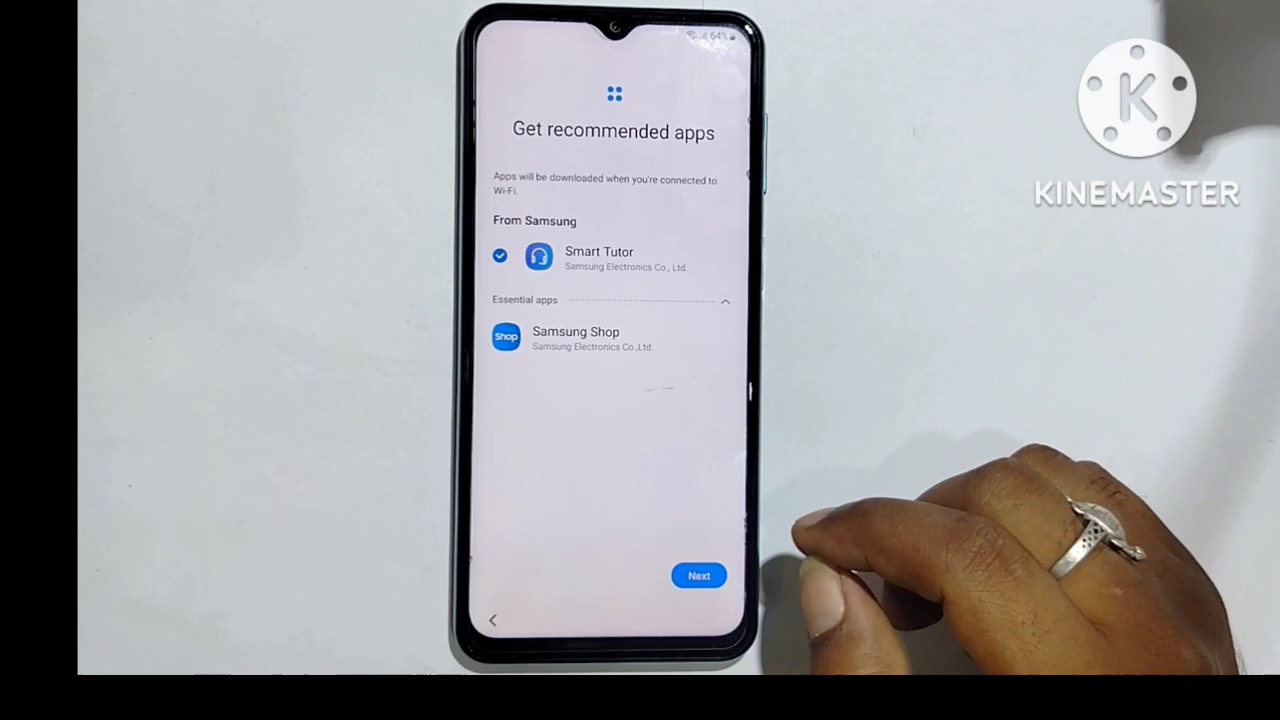 64%
Get recommended apps
Apps will be downloaded when you're connected to
Wi-Fi.
From Samsung
Smart Tutor
Samsung Electronics Co., Ltd.
Essential apps
Shop
Samsung Shop
Samsung Electronics Co.,Ltd.
Next
K
KINEMASTER